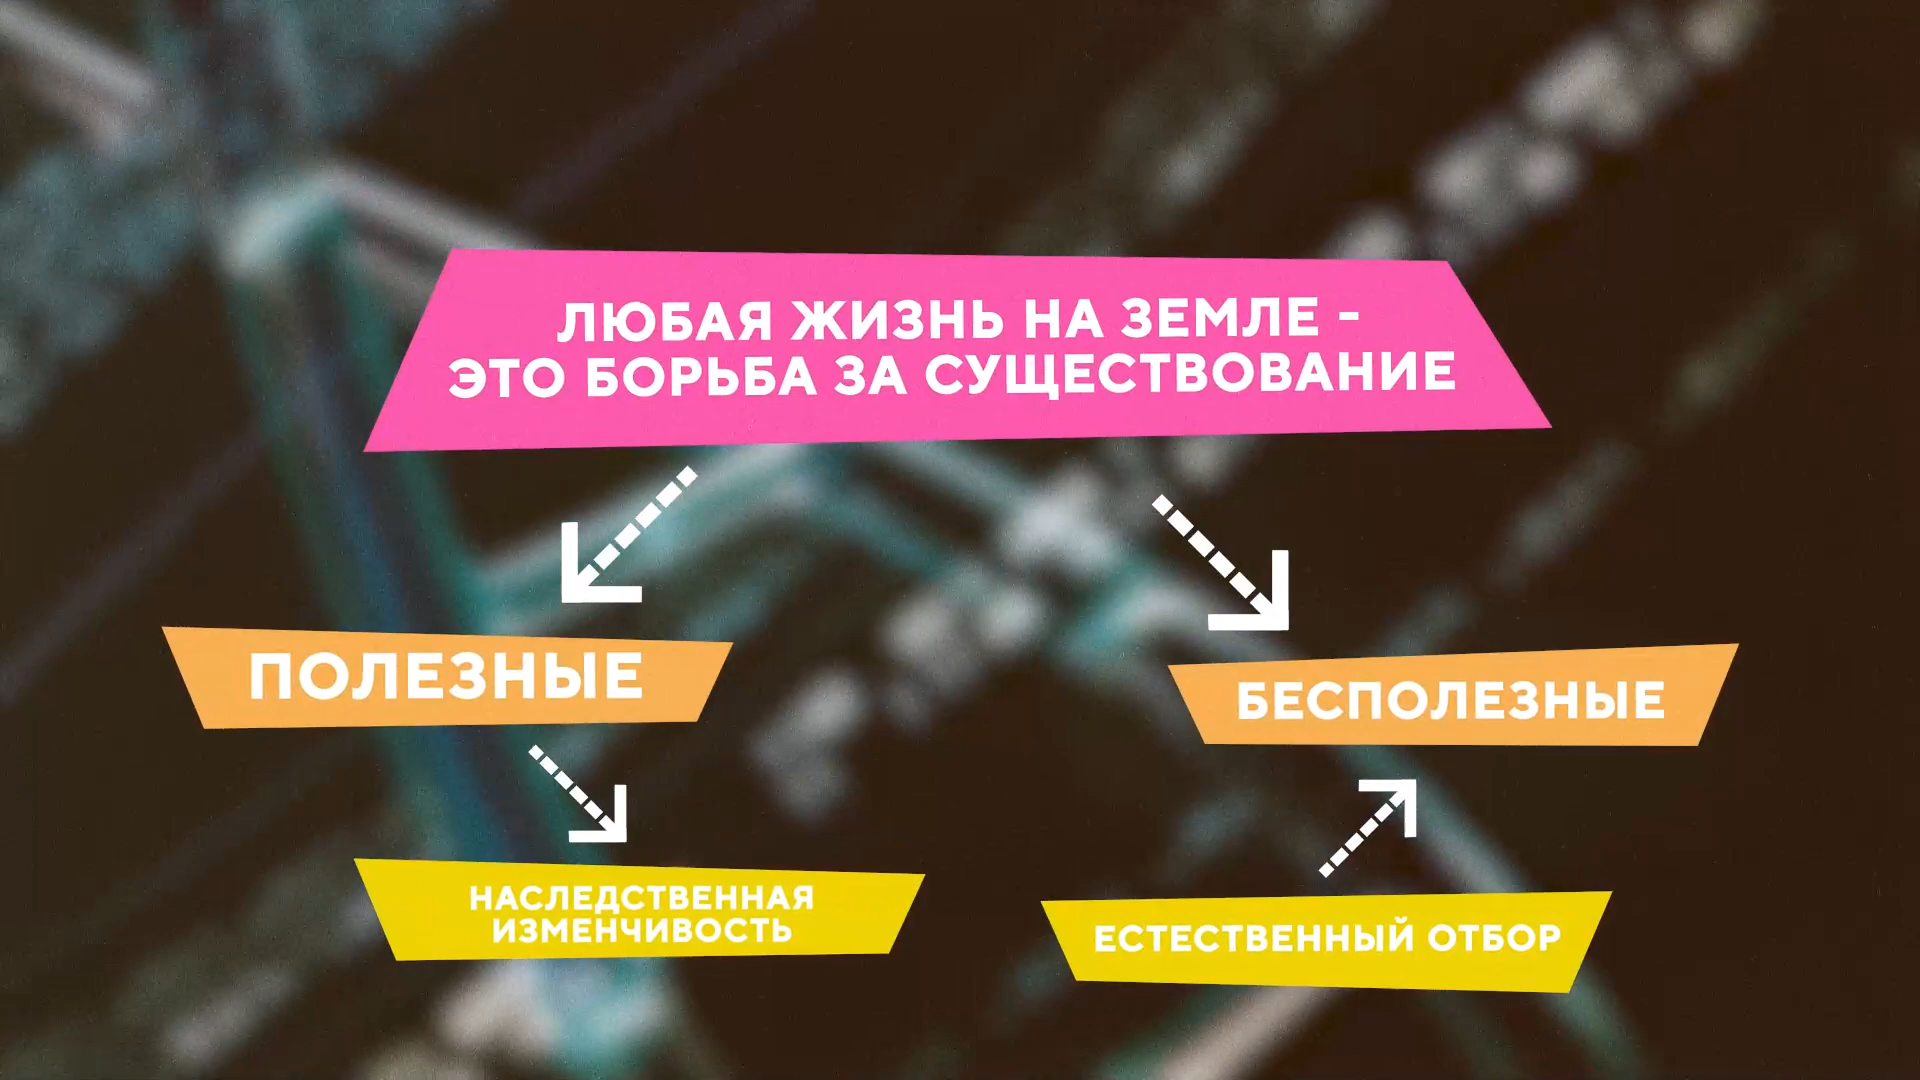 ЛЮБАЯ ЖИЗНЬ НА ЗЕМЛЕ -
ЭТО БОРЬБА ЗА СУЩЕСТВОВАНИЕ
ПОЛЕЗНЫЕ
БЕСПОЛЕЗНЫЕ
НАСЛЕДСТВЕННАЯ
ИЗМЕНЧИВОСТЬ
ЕСТЕСТВЕННЫЙ ОТБОР